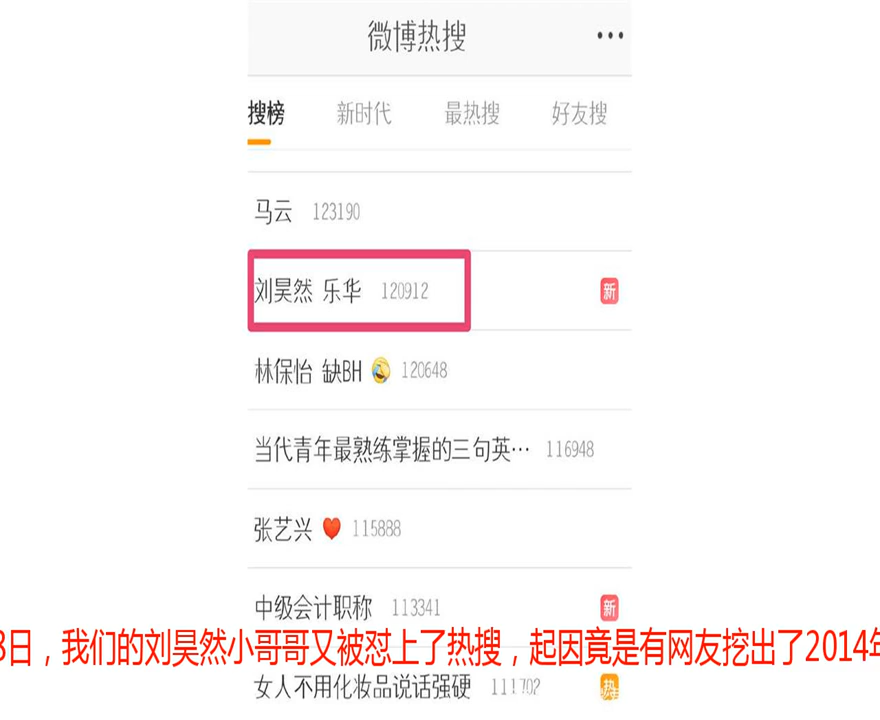 微博热搜
搜榜 新时代 最热搜 好友搜
马云 123190
刘昊然 乐华 120912 新
林保怡 缺BH 🤣 120648
当代青年最熟练掌握的三句英… 116948
张艺兴 ❤ 115888
中级会计职称 113341 新
8日，我们的刘昊然小哥哥又被怼上了热搜，起因竟是有网友挖出了2014年
女人不用化妆品说话强硬 热